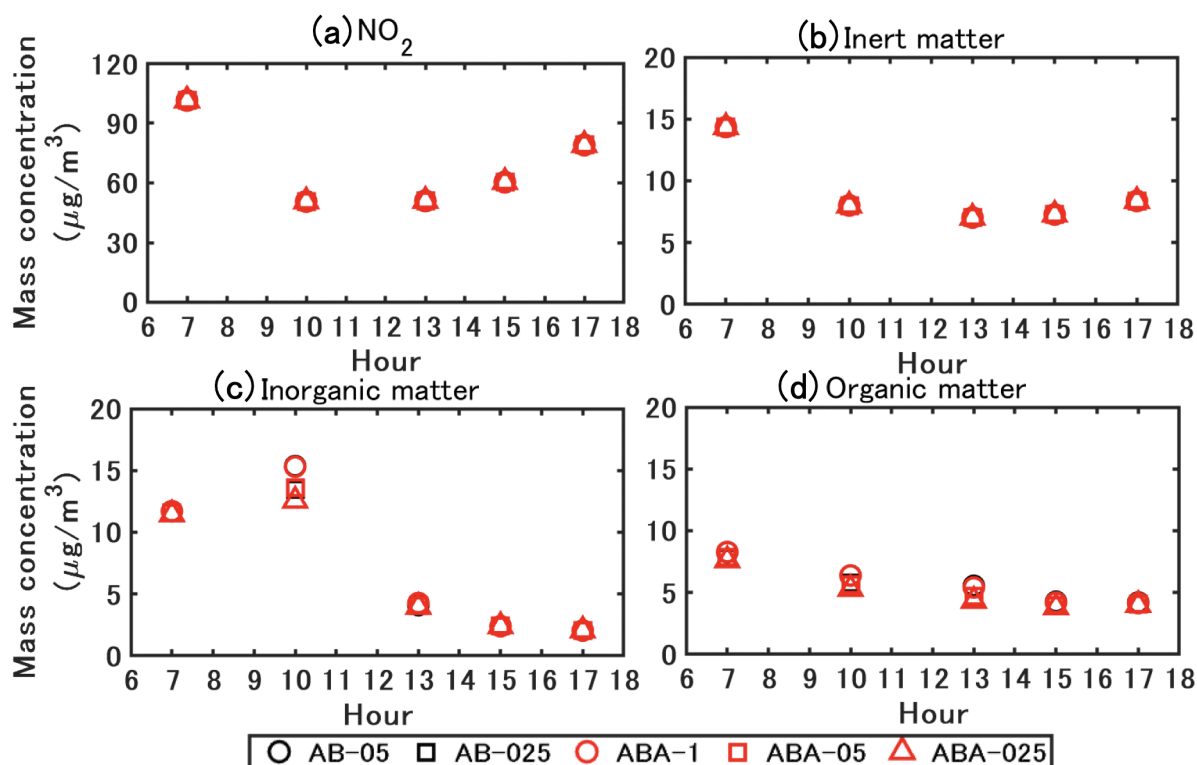 (a) NO2
(b) Inert matter
Mass concentration
(μg/m3)
120
90
60
30
0
6 7 8 9 10 11 12 13 14 15 16 17 18
Hour
20
15
10
5
0
6 7 8 9 10 11 12 13 14 15 16 17 18
Hour
(c) Inorganic matter
(d) Organic matter
Mass concentration
(μg/m3)
20
15
10
5
0
6 7 8 9 10 11 12 13 14 15 16 17 18
Hour
20
15
10
5
0
6 7 8 9 10 11 12 13 14 15 16 17 18
Hour
AB-05 AB-025 ABA-1 ABA-05 ABA-025